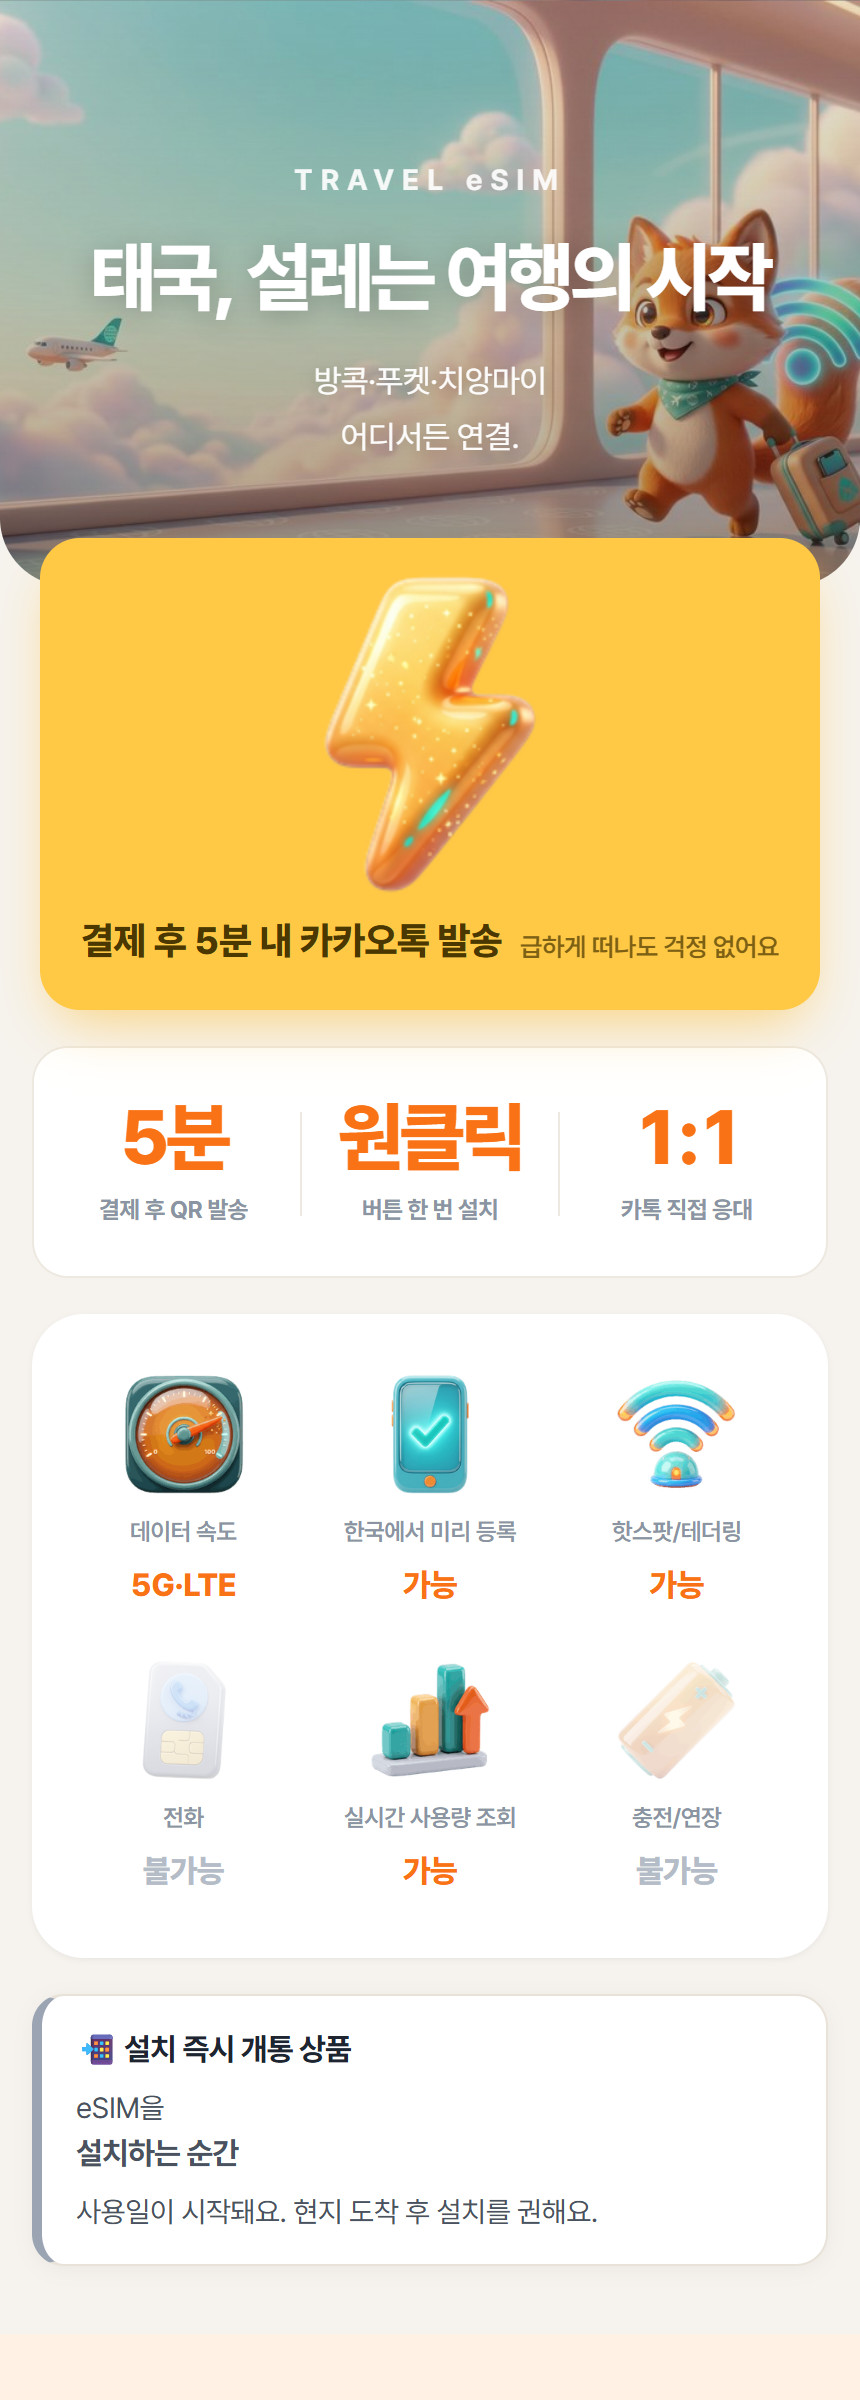 TRAVEL eSIM
태국, 설레는 여행의 시작
방콕·푸켓·치앙마이
어디서든 연결.
결제 후 5분 내 카카오톡 발송 급하게 떠나도 걱정 없어요
5분
결제 후 QR 발송
원클릭
버튼 한 번 설치
1:1
카톡 직접 응대
데이터 속도
5G·LTE
한국에서 미리 등록
가능
핫스팟/테더링
가능
전화
불가능
실시간 사용량 조회
가능
충전/연장
불가능
설치 즉시 개통 상품
eSIM을
설치하는 순간
사용일이 시작돼요. 현지 도착 후 설치를 권해요.